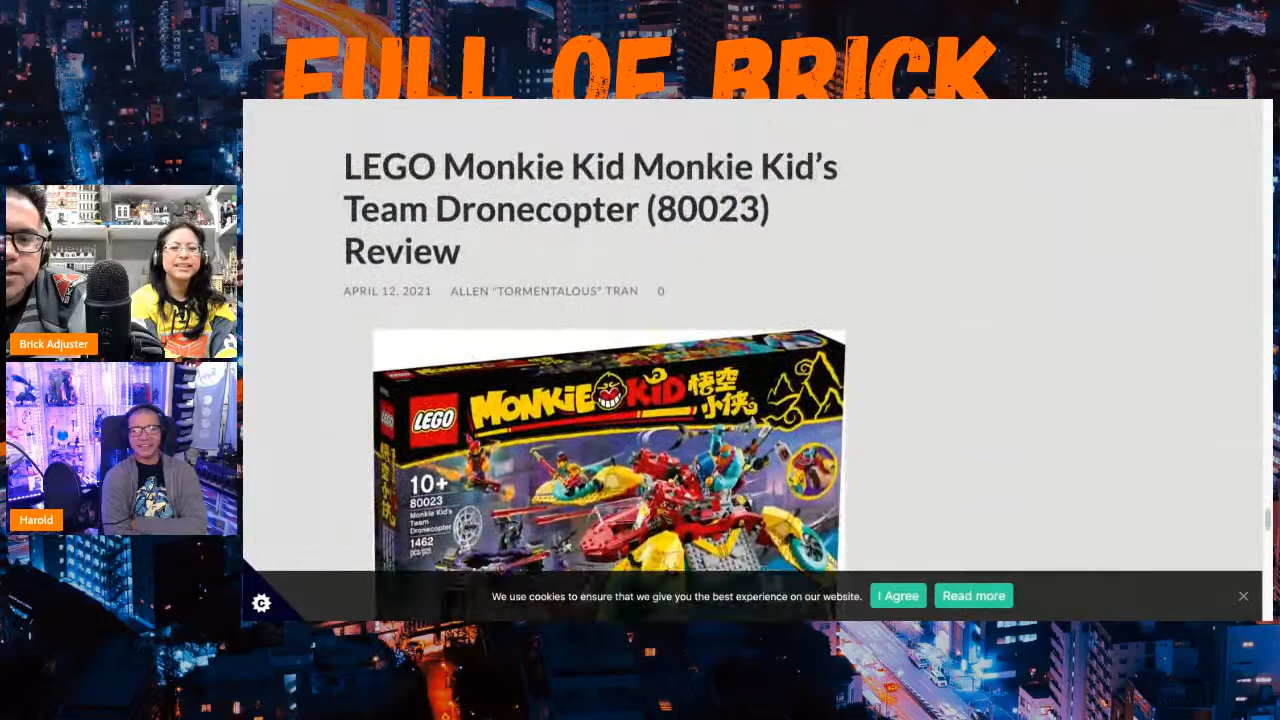 FULL OF BRICK
LEGO Monkie Kid Monkie Kid’s
Team Dronecopter (80023)
Review
APRIL 12, 2021 ALLEN "TORMENTALOUS" TRAN 0
LEGO
MONKIE KID 悟空
小侠
10+
80023
Monkie Kid's
Team
Dronecopter
1462
pcs/pzs
Brick Adjuster
Harold
We use cookies to ensure that we give you the best experience on our website. I Agree Read more